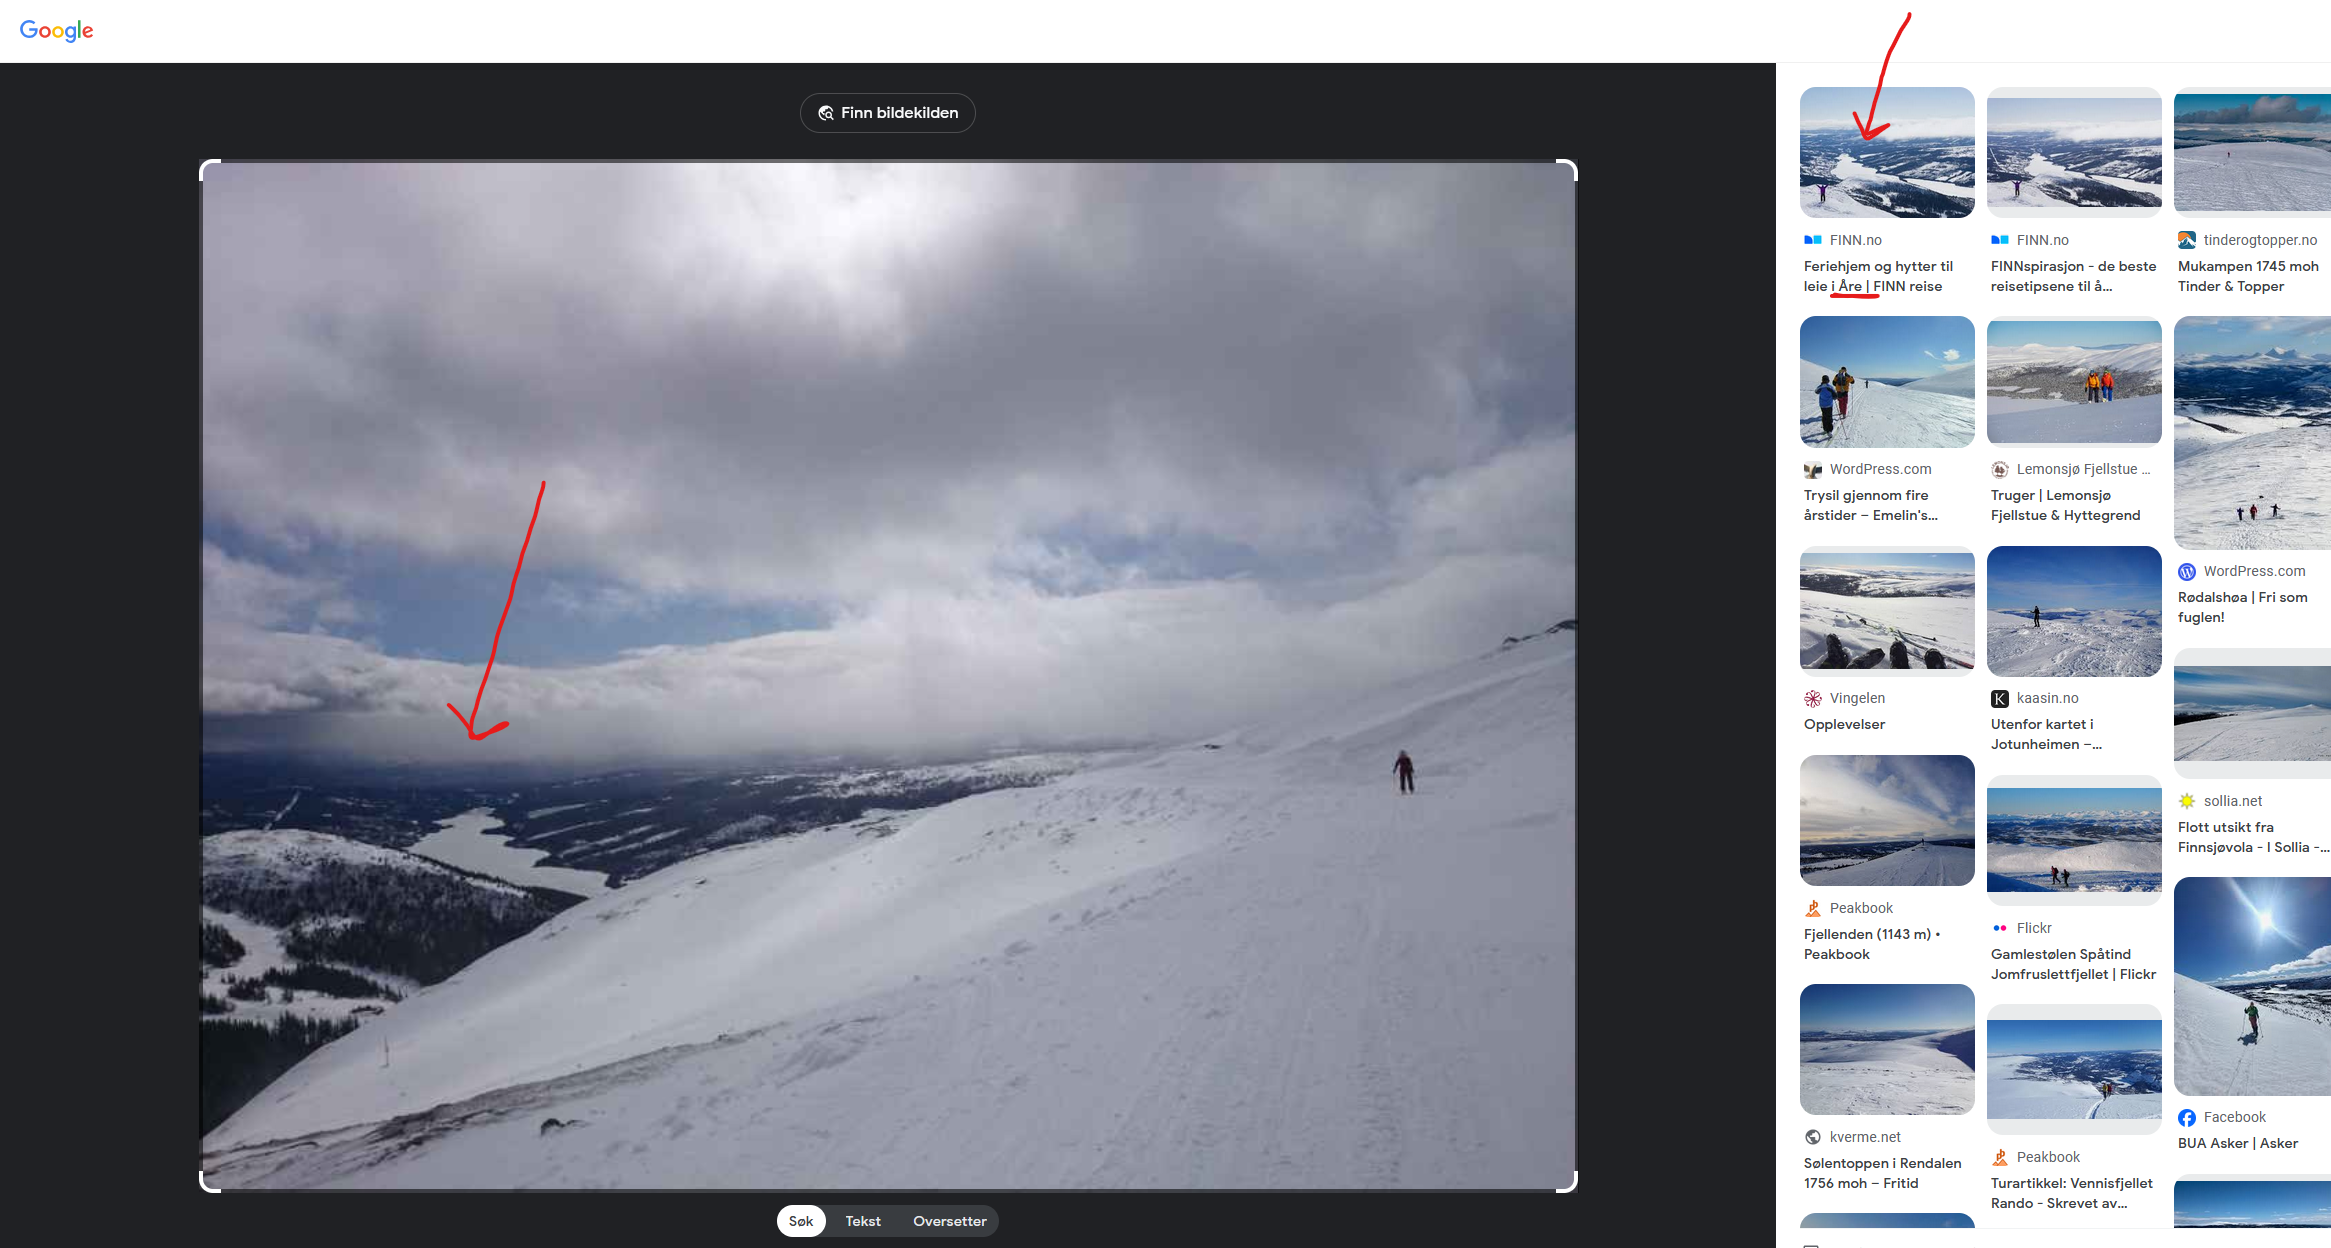 Google
Finn bildekilden
FINN.no
Feriehjem og hytter til
leie i Åre | FINN reise
FINN.no
FINNspirasjon - de beste
reisetipsene til å...
tinderogtopper.no
Mukampen 1745 moh
Tinder & Topper
WordPress.com
Trysil gjennom fire
årstider – Emelin's...
Lemonsjø Fjellstue ...
Truger | Lemonsjø
Fjellstue & Hyttegrend
WordPress.com
Rødalshøa | Fri som
fuglen!
Vingelen
Opplevelser
kaasin.no
Utenfor kartet i
Jotunheimen –...
sollia.net
Flott utsikt fra
Finnsjøvola - I Sollia -...
Peakbook
Fjellenden (1143 m) •
Peakbook
Flickr
Gamlestølen Spåtind
Jomfruslettfjellet | Flickr
Facebook
BUA Asker | Asker
kverme.net
Sølentoppen i Rendalen
1756 moh – Fritid
Peakbook
Turartikkel: Vennisfjellet
Rando - Skrevet av...
Søk
Tekst
Oversetter